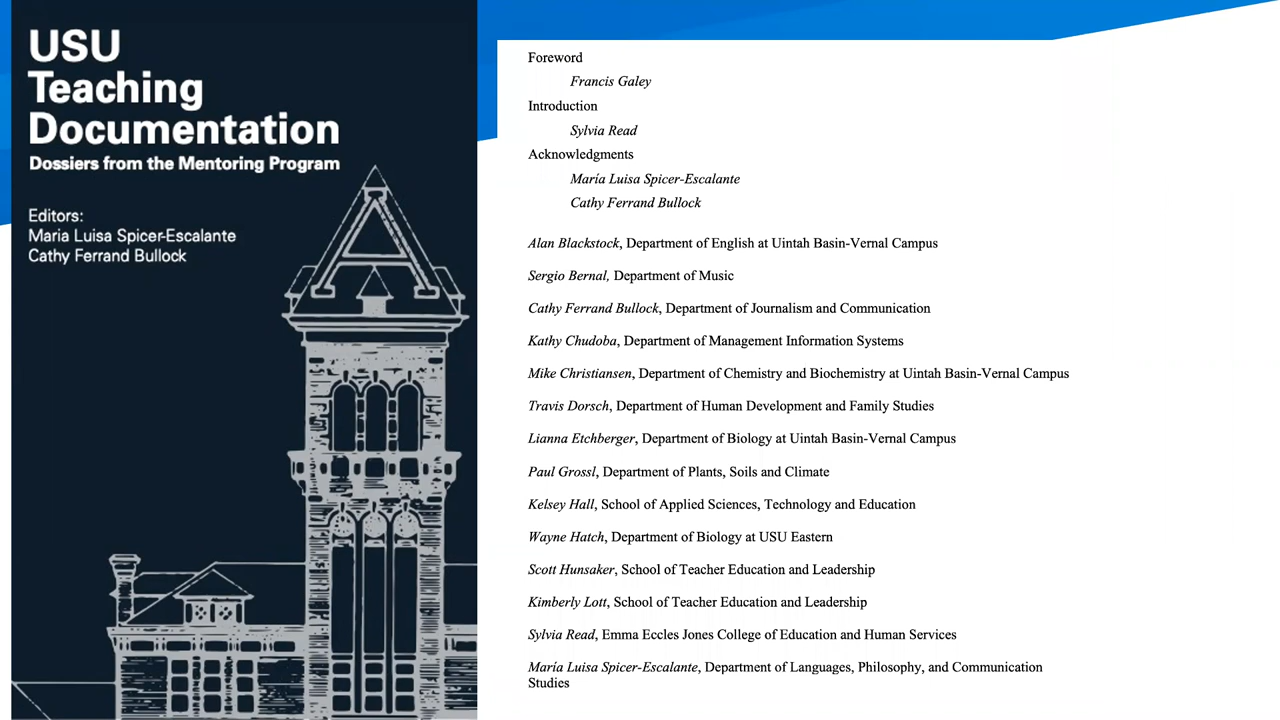 USU
Teaching
Documentation
Dossiers from the Mentoring Program
Editors:
Maria Luisa Spicer-Escalante
Cathy Ferrand Bullock
A
Foreword
Francis Galey
Introduction
Sylvia Read
Acknowledgments
María Luisa Spicer-Escalante
Cathy Ferrand Bullock
Alan Blackstock, Department of English at Uintah Basin-Vernal Campus
Sergio Bernal, Department of Music
Cathy Ferrand Bullock, Department of Journalism and Communication
Kathy Chudoba, Department of Management Information Systems
Mike Christiansen, Department of Chemistry and Biochemistry at Uintah Basin-Vernal Campus
Travis Dorsch, Department of Human Development and Family Studies
Lianna Etchberger, Department of Biology at Uintah Basin-Vernal Campus
Paul Grossl, Department of Plants, Soils and Climate
Kelsey Hall, School of Applied Sciences, Technology and Education
Wayne Hatch, Department of Biology at USU Eastern
Scott Hunsaker, School of Teacher Education and Leadership
Kimberly Lott, School of Teacher Education and Leadership
Sylvia Read, Emma Eccles Jones College of Education and Human Services
María Luisa Spicer-Escalante, Department of Languages, Philosophy, and Communication
Studies